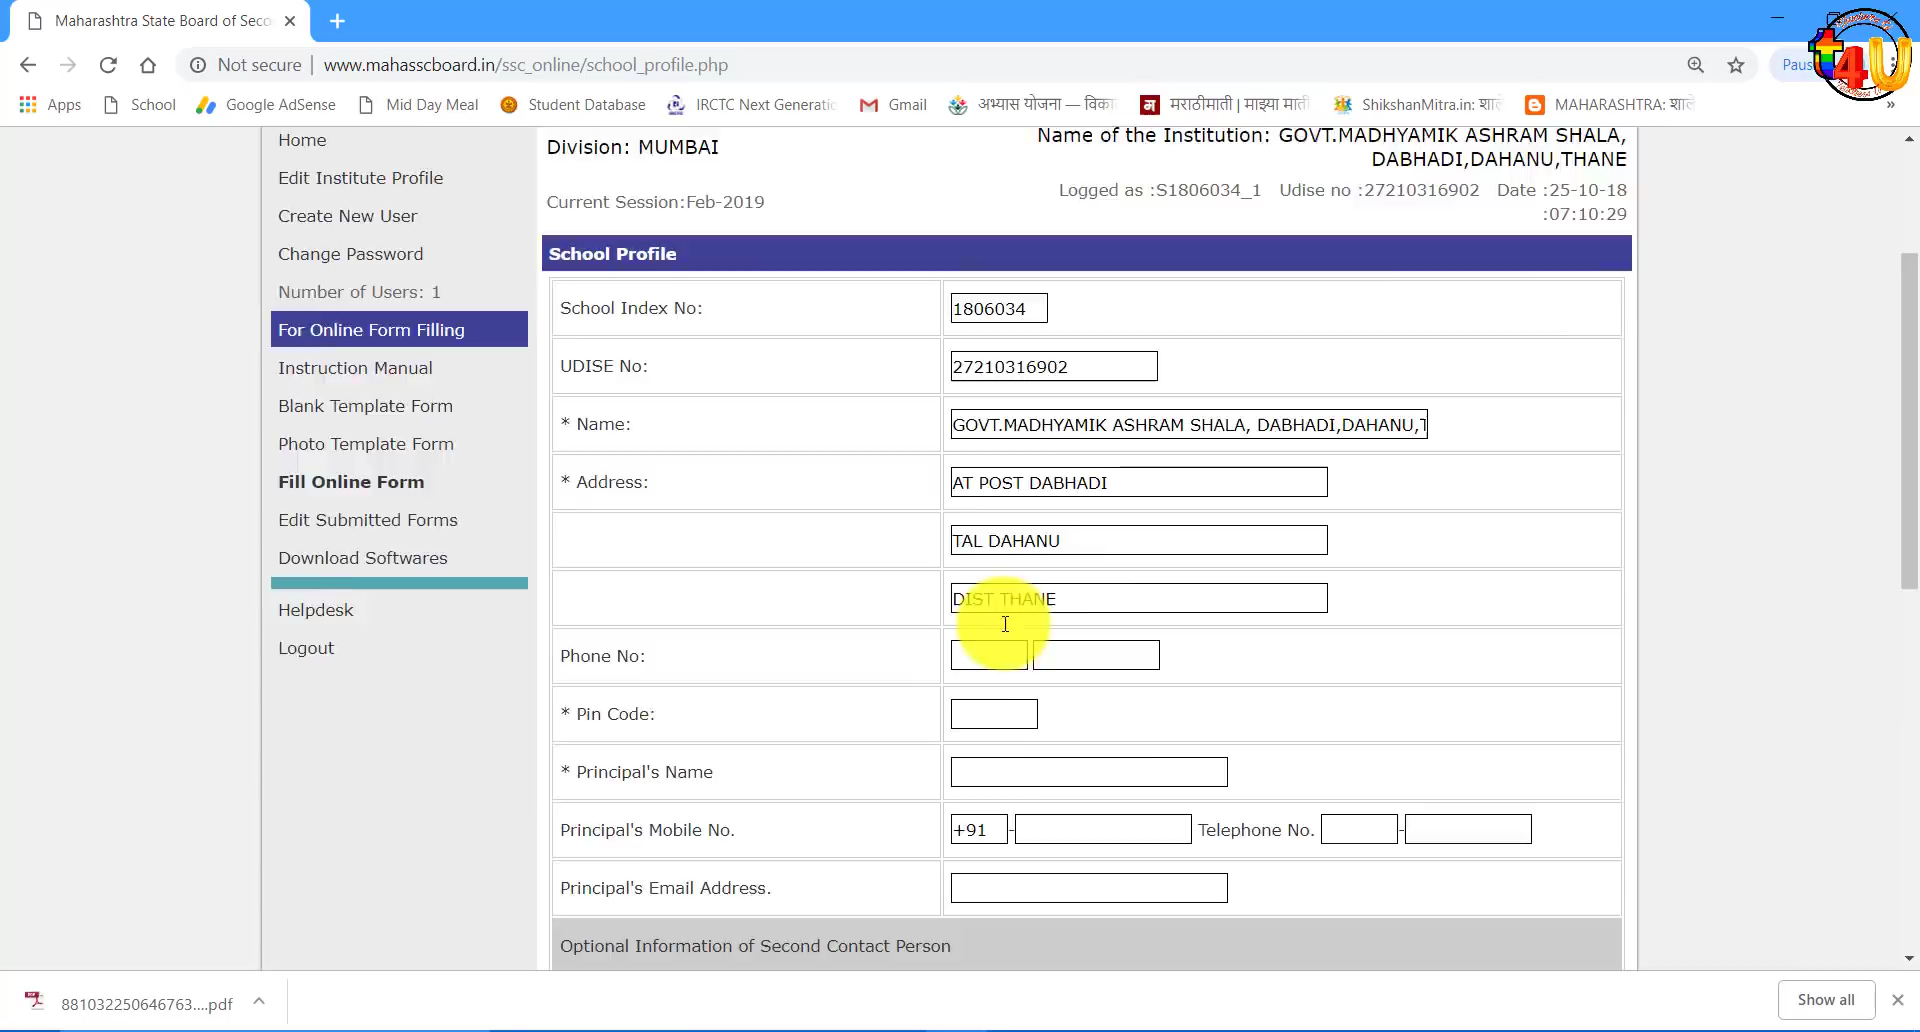 Maharashtra State Board of Seco
Not secure | www.mahasscboard.in/ssc_online/school_profile.php
Paus
4U
Apps School Google AdSense Mid Day Meal Student Database IRCTC Next Generatio Gmail अभ्यास योजना — विका मराठीमाती | माझ्या माती ShikshanMitra.in: शाले MAHARASHTRA: शाले »
Home
Edit Institute Profile
Create New User
Change Password
Number of Users: 1
For Online Form Filling
Instruction Manual
Blank Template Form
Photo Template Form
Fill Online Form
Edit Submitted Forms
Download Softwares
Helpdesk
Logout
Division: MUMBAI
Name of the Institution: GOVT.MADHYAMIK ASHRAM SHALA,
DABHADI,DAHANU,THANE
Current Session:Feb-2019
Logged as :S1806034_1 Udise no :27210316902 Date :25-10-18
:07:10:29
School Profile
School Index No: 1806034
UDISE No: 27210316902
* Name: GOVT.MADHYAMIK ASHRAM SHALA, DABHADI,DAHANU,T
* Address: AT POST DABHADI
TAL DAHANU
DIST THANE
Phone No:
* Pin Code:
* Principal's Name
Principal's Mobile No. +91 - Telephone No. -
Principal's Email Address.
Optional Information of Second Contact Person
881032250646763....pdf
Show all